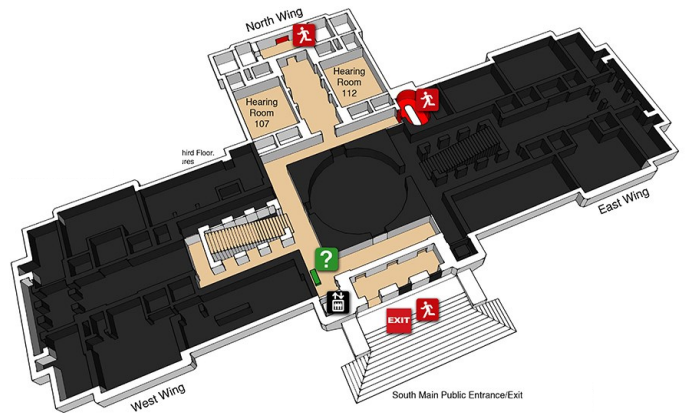 North Wing
Hearing
Room
112
Hearing
Room
107
hird Floor.
res
East Wing
?
EXIT
West Wing
South Main Public Entrance/Exit